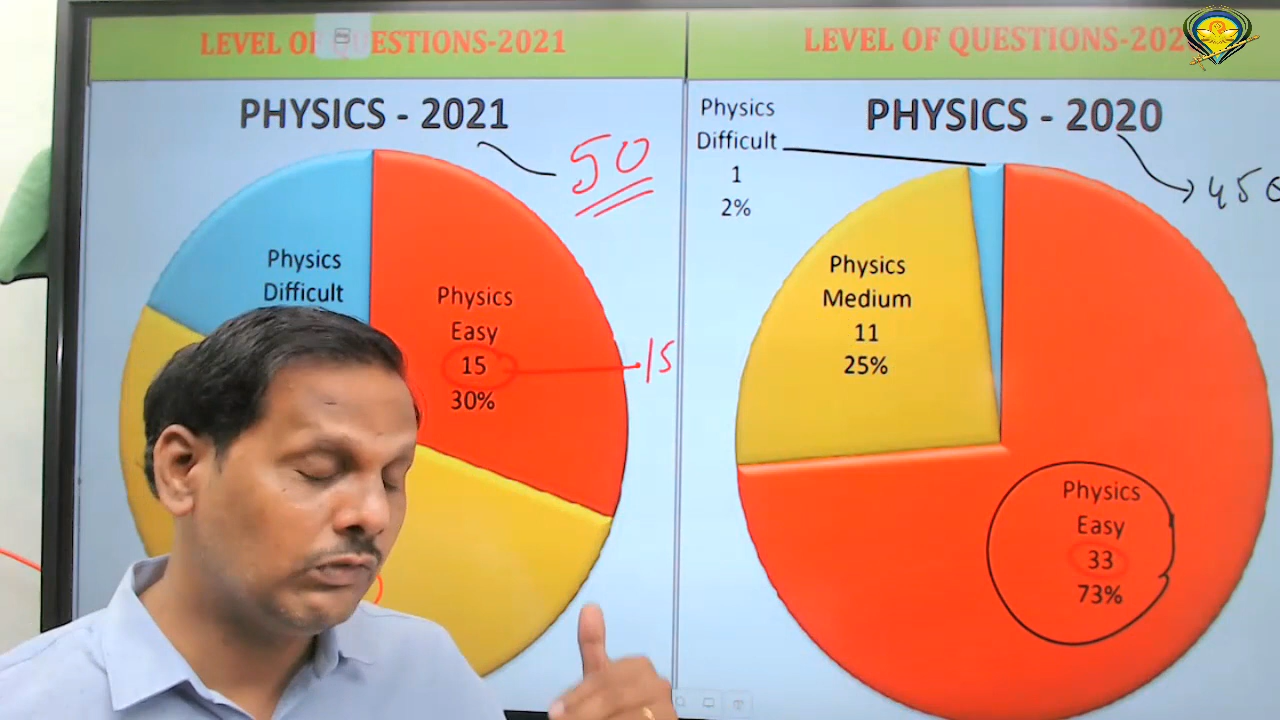 LEVEL OF QUESTIONS-2021
PHYSICS - 2021
50
Physics
Difficult
Physics
Easy
15
30%
15
LEVEL OF QUESTIONS-202
PHYSICS - 2020
Physics
Difficult
1
2%
Physics
Medium
11
25%
Physics
Easy
33
73%